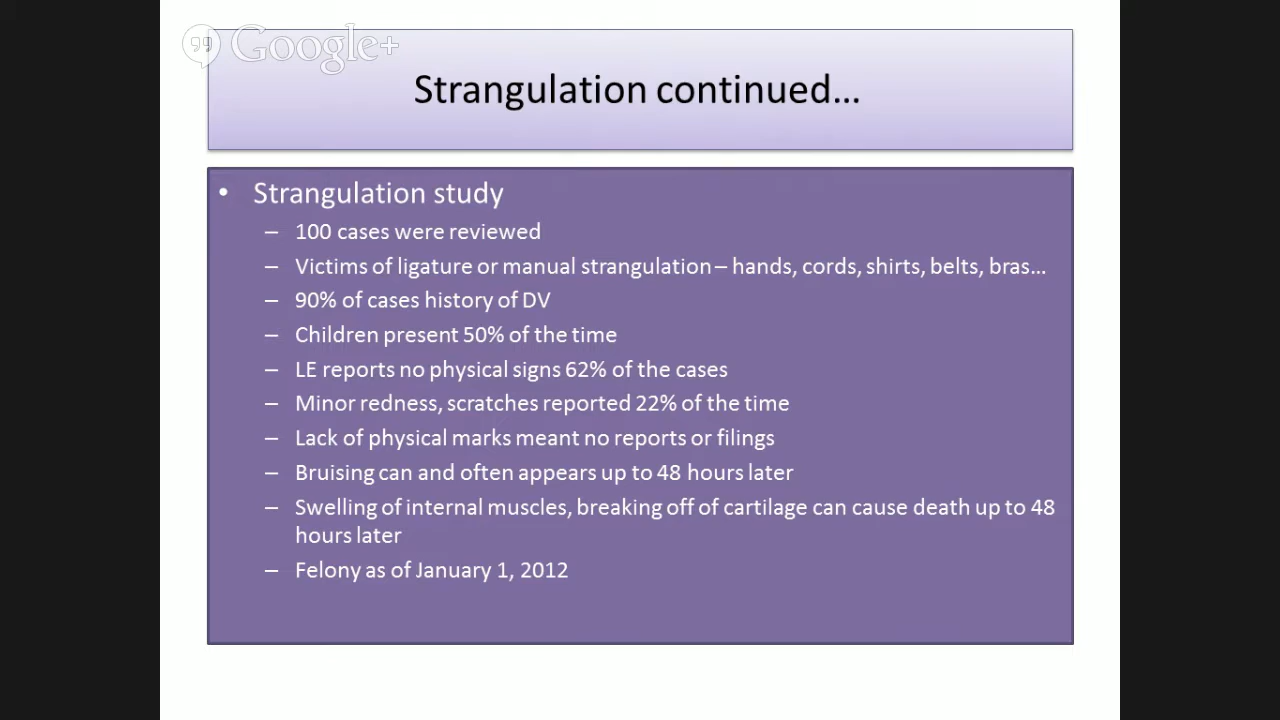 Google+
Strangulation continued…
• Strangulation study
– 100 cases were reviewed
– Victims of ligature or manual strangulation – hands, cords, shirts, belts, bras…
– 90% of cases history of DV
– Children present 50% of the time
– LE reports no physical signs 62% of the cases
– Minor redness, scratches reported 22% of the time
– Lack of physical marks meant no reports or filings
– Bruising can and often appears up to 48 hours later
– Swelling of internal muscles, breaking off of cartilage can cause death up to 48
hours later
– Felony as of January 1, 2012